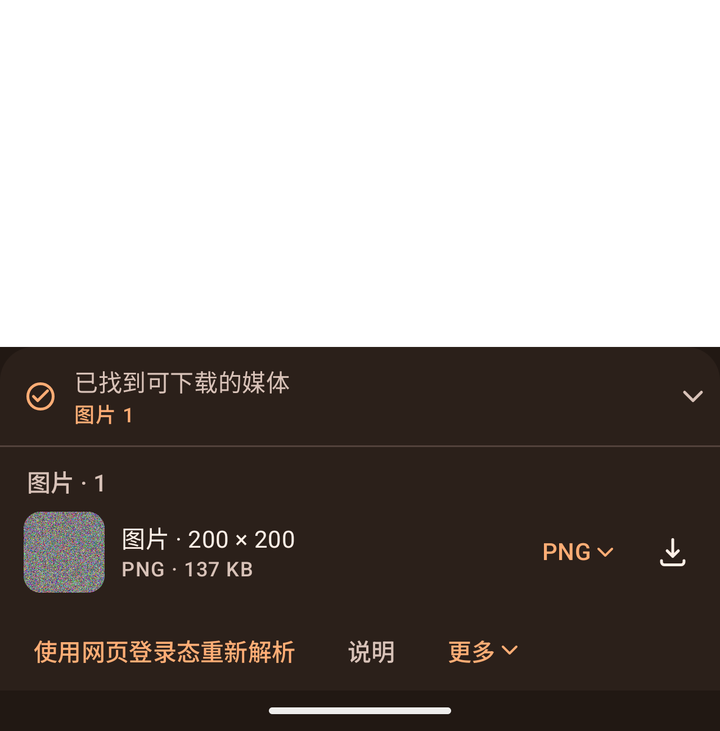 已找到可下载的媒体
图片 1
图片 · 1
图片 · 200 × 200
PNG · 137 KB
PNG
使用网页登录态重新解析 说明 更多